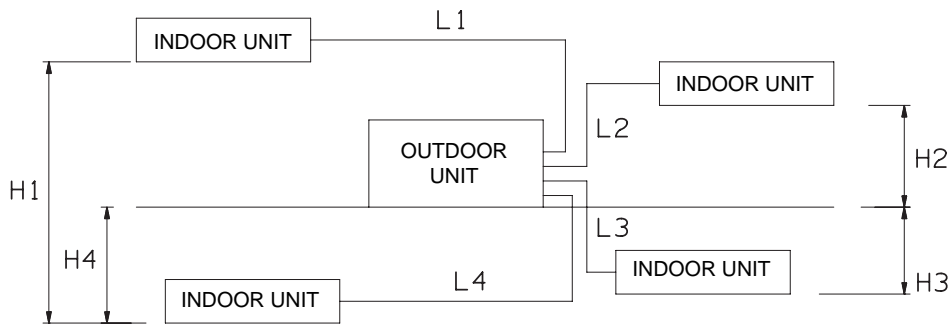 L1
INDOOR UNIT
INDOOR UNIT
L2
OUTDOOR
UNIT
H2
H1
L3
H4
INDOOR UNIT
H3
L4
INDOOR UNIT